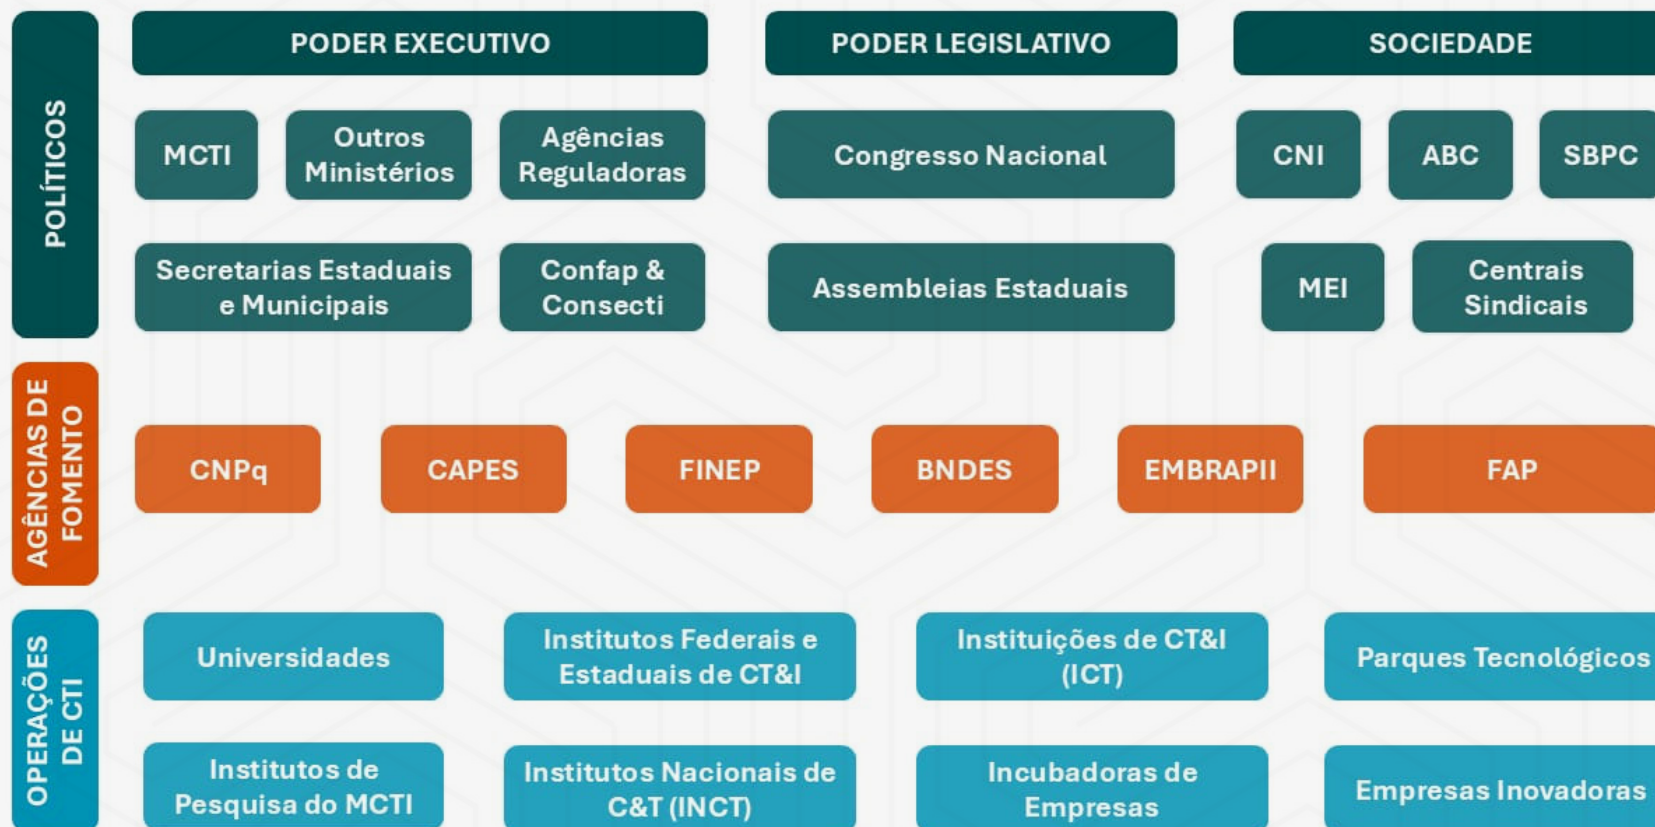 POLÍTICOS
PODER EXECUTIVO
PODER LEGISLATIVO
SOCIEDADE
MCTI
Outros
Ministérios
Agências
Reguladoras
Congresso Nacional
CNI
ABC
SBPC
Secretarias Estaduais
e Municipais
Confap &
Consecti
Assembleias Estaduais
MEI
Centrais
Sindicais
AGÊNCIAS DE
FOMENTO
CNPq
CAPES
FINEP
BNDES
EMBRAPII
FAP
OPERAÇÕES
DE CTI
Universidades
Institutos Federais e
Estaduais de CT&I
Instituições de CT&I
(ICT)
Parques Tecnológicos
Institutos de
Pesquisa do MCTI
Institutos Nacionais de
C&T (INCT)
Incubadoras de
Empresas
Empresas Inovadoras